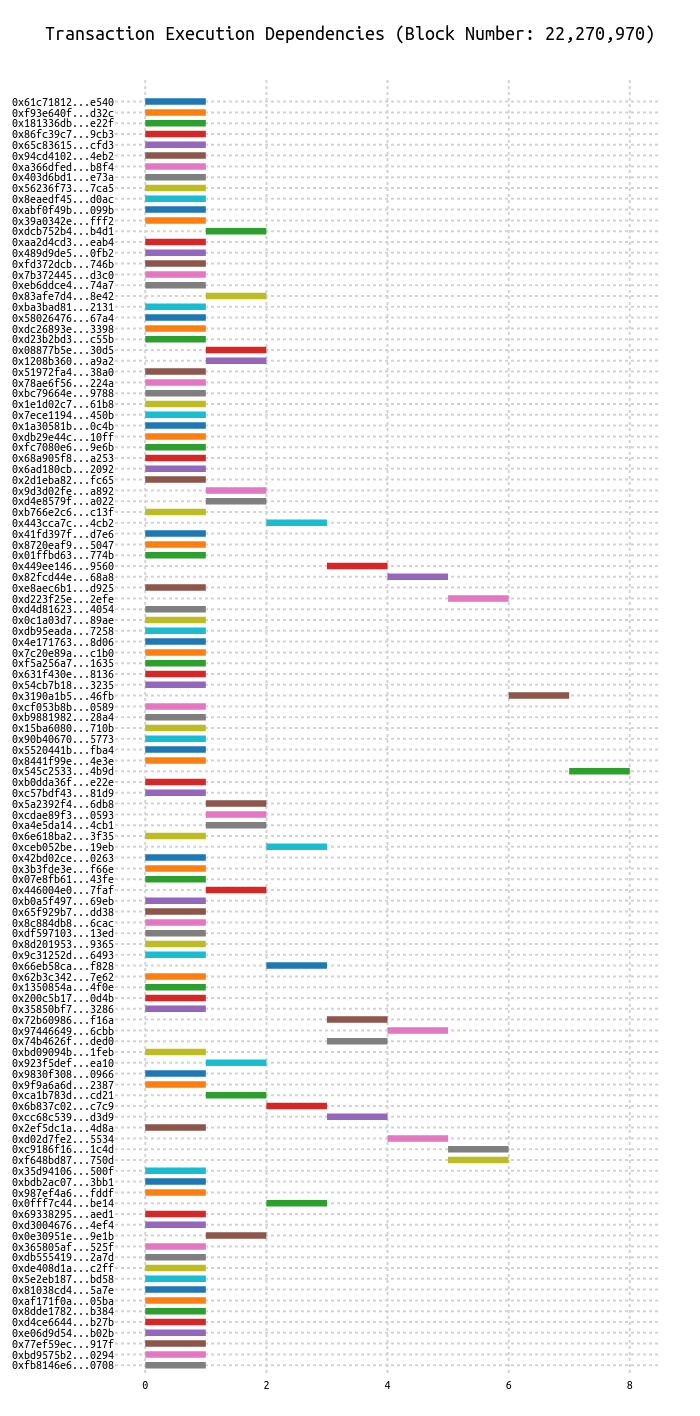 Transaction Execution Dependencies (Block Number: 22,270,970)
0x61c71812...e540
0xf93e640f...d32c
0x181336db...e22f
0x86fc39c7...9cb3
0x65c83615...cfd3
0x94cd4102...4eb2
0xa366dfed...b8f4
0x403d6bd1...e73a
0x56236f73...7ca5
0x8eaedf45...d0ac
0xabf0f49b...099b
0x39a0342e...fff2
0xdcb752b4...b4d1
0xaa2d4cd3...eab4
0x489d9de5...0fb2
0xfd372dcb...746b
0x7b372445...d3c0
0xeb6ddce4...74a7
0x83afe7d4...8e42
0xba3bad81...2131
0x58026476...67a4
0xdc26893e...3398
0xd23b2bd3...c55b
0x08877b5e...30d5
0x1208b360...a9a2
0x51972fa4...38a0
0x78ae6f56...224a
0xbc79664e...9788
0x1e1d02c7...61b8
0x7ece1194...450b
0x1a30581b...0c4b
0xdb29e44c...10ff
0xfc7080e6...9e6b
0x68a905f8...a253
0x6ad180cb...2092
0x2d1eba82...fc65
0x9d3d02fe...a892
0xd4e8579f...a022
0xb766e2c6...c13f
0x443cca7c...4cb2
0x41fd397f...d7e6
0x8720eaf9...5047
0x01ffbd63...774b
0x449ee146...9560
0x82fcd44e...68a8
0xe8aec6b1...d925
0xd223f25e...2efe
0xd4d81623...4054
0x0c1a03d7...89ae
0xdb95eada...7258
0x4e171763...8d06
0x7c20e89a...c1b0
0xf5a256a7...1635
0x631f430e...8136
0x54cb7b18...3235
0x3190a1b5...46fb
0xcf053b8b...0589
0xb9881982...28a4
0x15ba6080...710b
0x90b40670...5773
0x5520441b...fba4
0x8441f99e...4e3e
0x545c2533...4b9d
0xb0dda36f...e22e
0xc57bdf43...81d9
0x5a2392f4...6db8
0xcdae89f3...0593
0xa4e5da14...4cb1
0x6e618ba2...3f35
0xceb052be...19eb
0x42bd02ce...0263
0x3b3fde3e...f66e
0x07e8fb61...43fe
0x446004e0...7faf
0xb0a5f497...69eb
0x65f929b7...dd38
0x8c884db8...6cac
0xdf597103...13ed
0x8d201953...9365
0x9c31252d...6493
0x66eb58ca...f828
0x62b3c342...7e62
0x1350854a...4f0e
0x200c5b17...0d4b
0x35850bf7...3286
0x72b60986...f16a
0x97446649...6cbb
0x74b4626f...ded0
0xbd09094b...1feb
0x923f5def...ea10
0x9830f308...0966
0x9f9a6a6d...2387
0xca1b783d...cd21
0x6b837c02...c7c9
0xcc68c539...d3d9
0x2ef5dc1a...4d8a
0xd02d7fe2...5534
0xc9186f16...1c4d
0xf648bd87...750d
0x35d94106...500f
0xbdb2ac07...3bb1
0x987ef4a6...fddf
0x0fff7c44...be14
0x69338295...aed1
0xd3004676...4ef4
0x0e30951e...9e1b
0x365805af...525f
0xdb555419...2a7d
0xde408d1a...c2ff
0x5e2eb187...bd58
0x81038cd4...5a7e
0xaf171f0a...05ba
0x8dde1782...b384
0xd4ce6644...b27b
0xe06d9d54...b02b
0x77ef59ec...917f
0xbd9575b2...0294
0xfb8146e6...0708
0 2 4 6 8